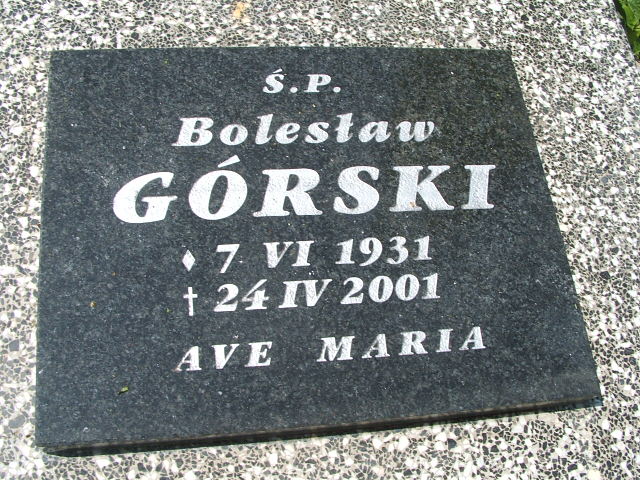 Ś.P.
Bolesław
GÓRSKI
♦ 7 VI 1931
† 24 IV 2001
AVE MARIA